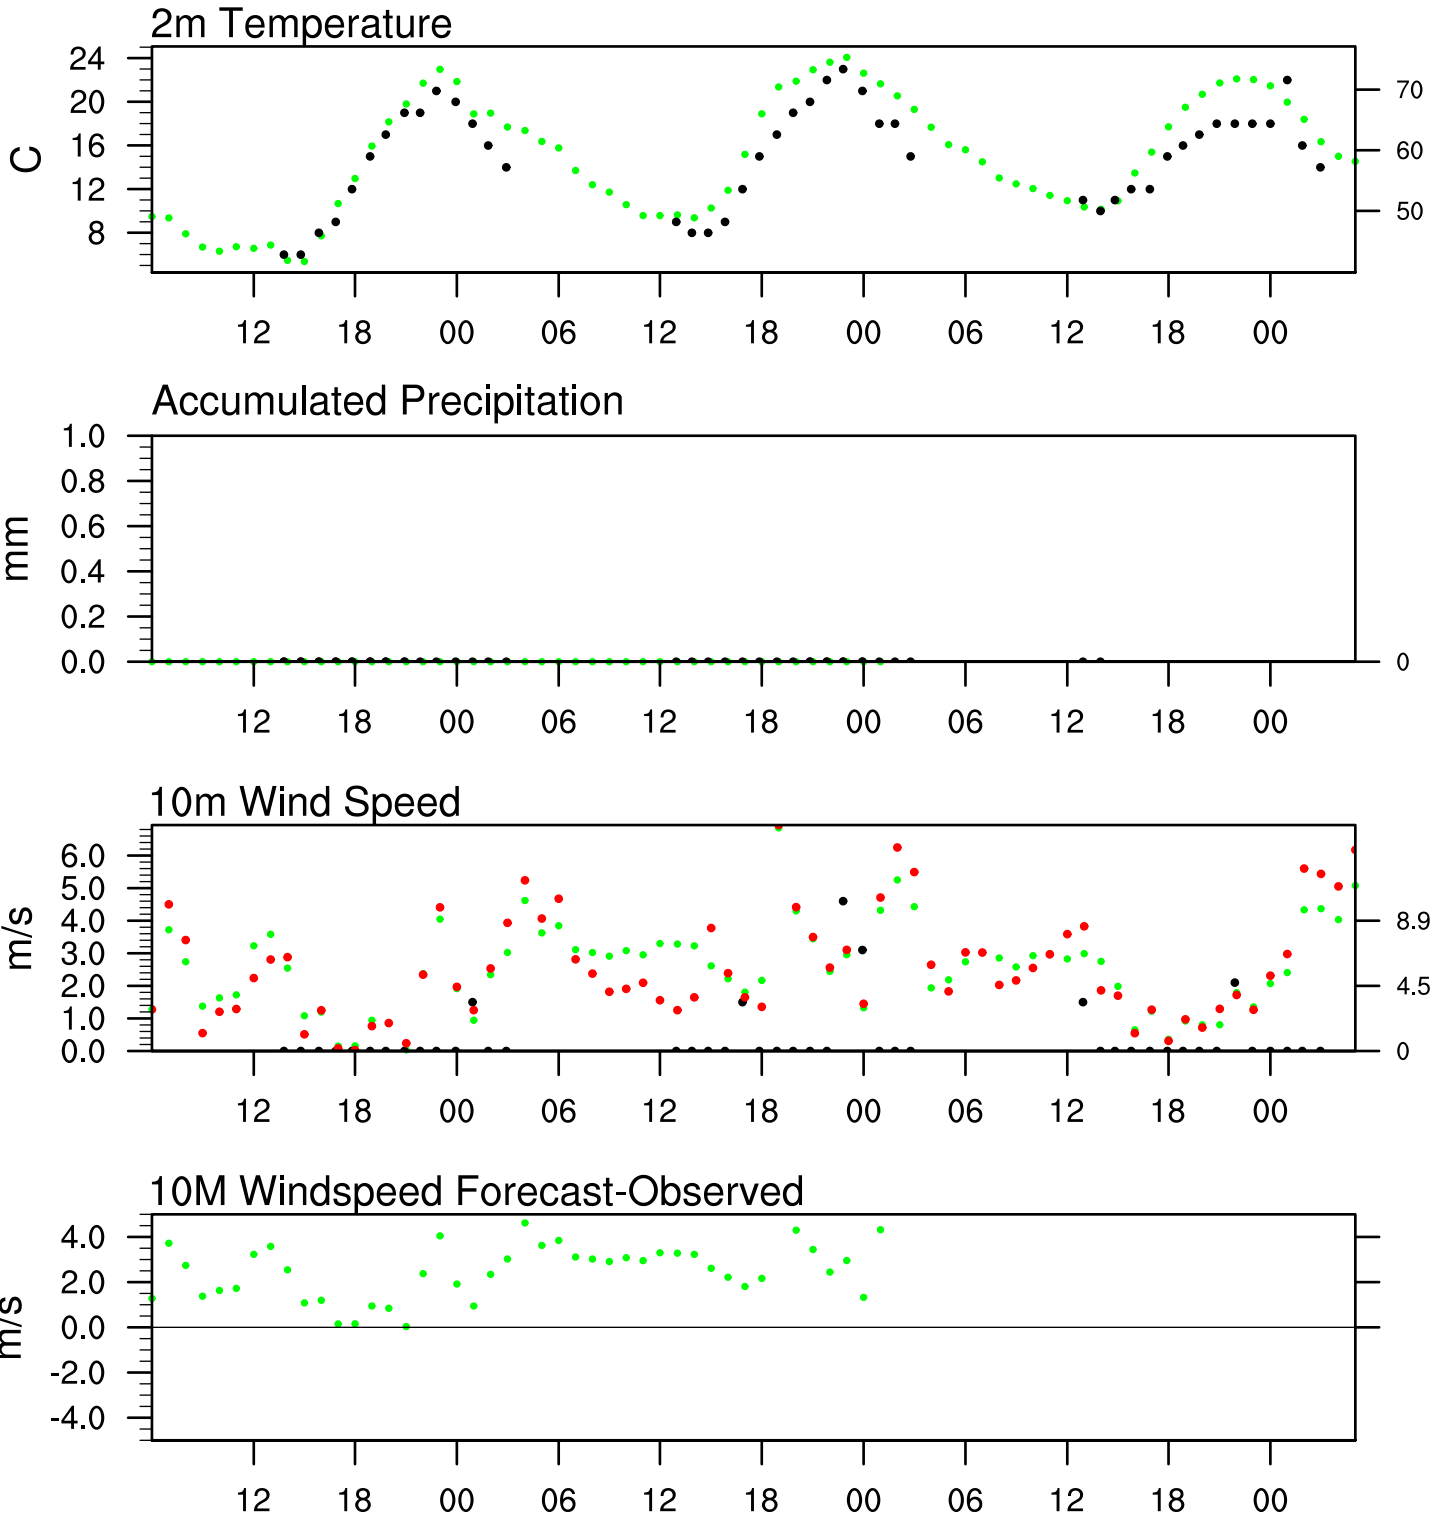 2m Temperature
24
20
16
12
8
C
70
60
50
12 18 00 06 12 18 00 06 12 18 00
Accumulated Precipitation
1.0
0.8
0.6
0.4
0.2
0.0
mm
0
12 18 00 06 12 18 00 06 12 18 00
10m Wind Speed
6.0
5.0
4.0
3.0
2.0
1.0
0.0
m/s
8.9
4.5
0
12 18 00 06 12 18 00 06 12 18 00
10M Windspeed Forecast-Observed
4.0
2.0
0.0
-2.0
-4.0
m/s
12 18 00 06 12 18 00 06 12 18 00